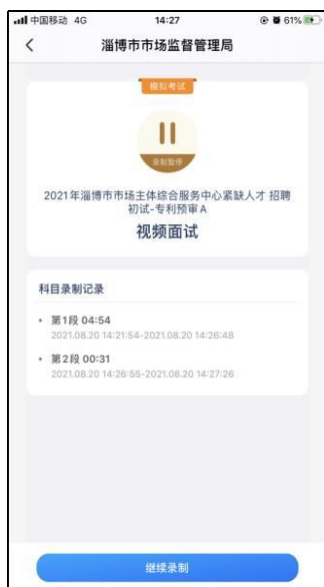 中国移动 4G 14:27 61%
淄博市市场监督管理局
模拟考试
录制暂停
2021年淄博市市场主体综合服务中心紧缺人才 招聘
初试-专利预审A
视频面试
科目录制记录
第1段 04:54
2021.08.20 14:21:54-2021.08.20 14:26:48
第2段 00:31
2021.08.20 14:26:55-2021.08.20 14:27:26
继续录制